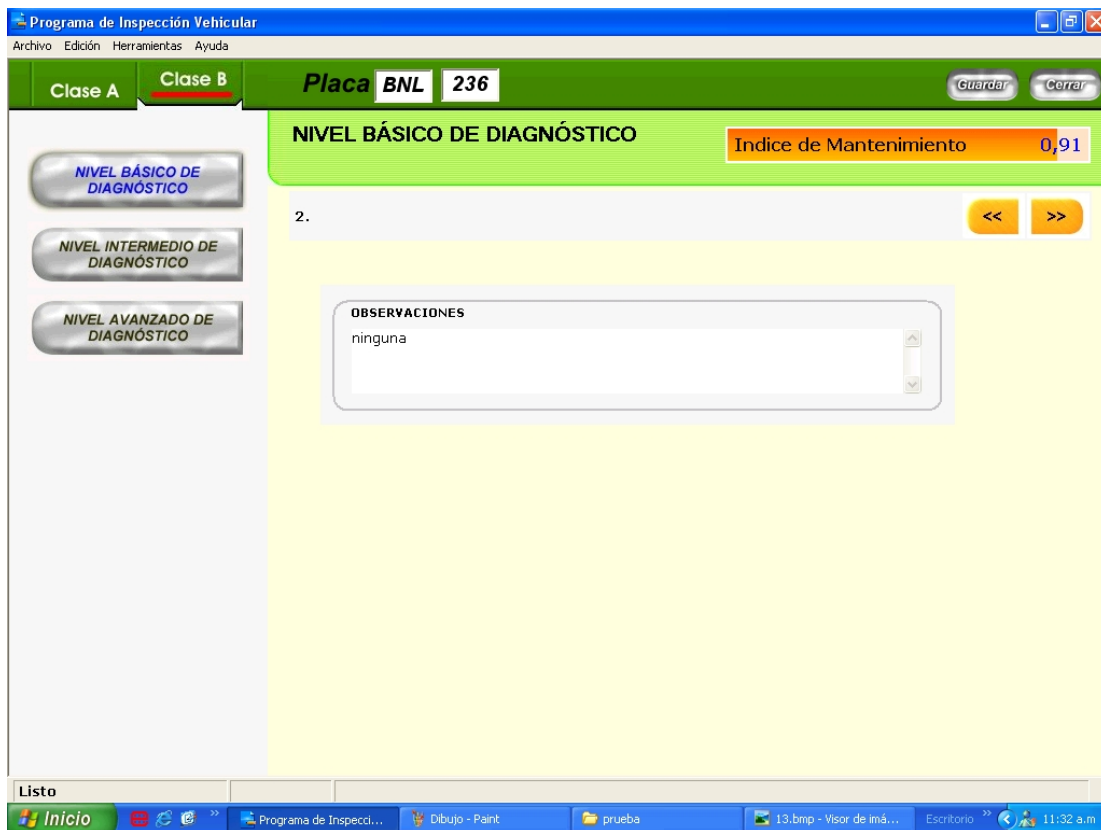 Programa de Inspección Vehicular
Archivo Edición Herramientas Ayuda
Clase A Clase B Placa BNL 236 Guardar Cerrar
NIVEL BÁSICO DE DIAGNÓSTICO
Indice de Mantenimiento 0,91
NIVEL BÁSICO DE
DIAGNÓSTICO
2. << >>
NIVEL INTERMEDIO DE
DIAGNÓSTICO
NIVEL AVANZADO DE
DIAGNÓSTICO
OBSERVACIONES
ninguna
Listo
Inicio » Programa de Inspecci... Dibujo - Paint prueba 13.bmp - Visor de imá... Escritorio » 11:32 a.m